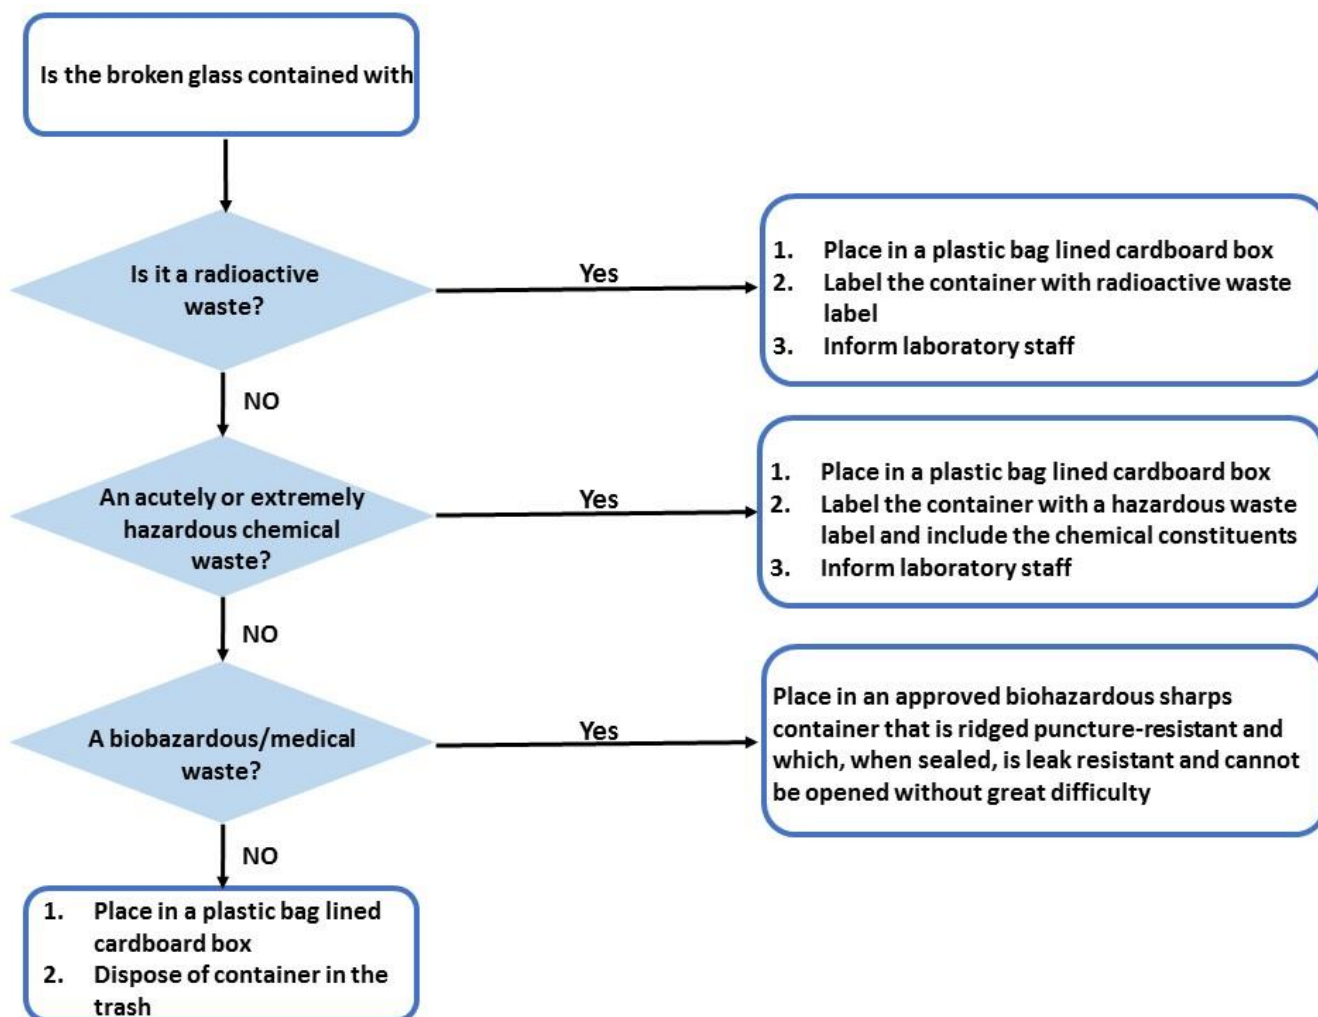 Is the broken glass contained with
Is it a radioactive
waste?
Yes
1. Place in a plastic bag lined cardboard box
2. Label the container with radioactive waste
label
3. Inform laboratory staff
NO
An acutely or extremely
hazardous chemical
waste?
Yes
1. Place in a plastic bag lined cardboard box
2. Label the container with a hazardous waste
label and include the chemical constituents
3. Inform laboratory staff
NO
A biobazardous/medical
waste?
Yes
Place in an approved biohazardous sharps
container that is ridged puncture-resistant and
which, when sealed, is leak resistant and cannot
be opened without great difficulty
NO
1. Place in a plastic bag lined
cardboard box
2. Dispose of container in the
trash